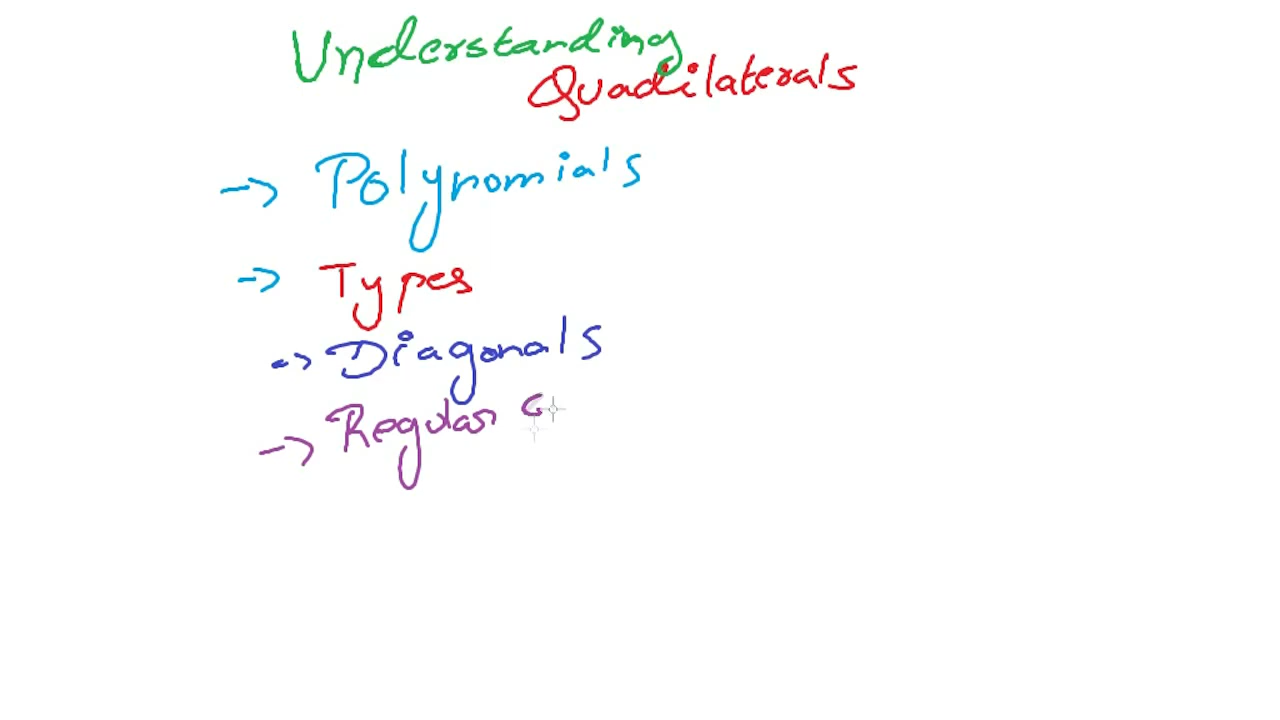 Understanding
Quadilaterals
-> Polynomials
-> Types
-> Diagonals
-> Regular